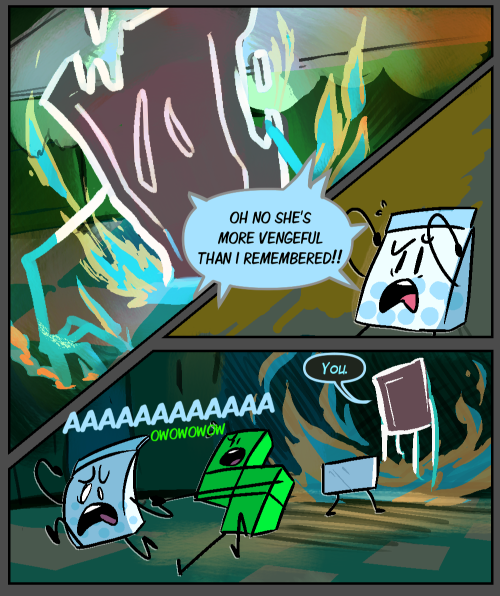 OH NO SHE'S
MORE VENGEFUL
THAN I REMEMBERED!!
YOU.
AAAAAAAAAAAA
OWOWOWOW